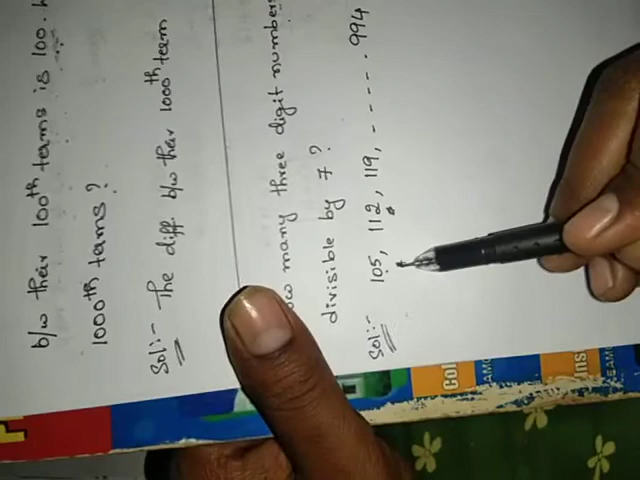 b/w their 100th terms is 100.
1000th terms?
Sol:- The diff. b/w their 1000th term
many three digit numbers
divisible by 7?
Sol:- 105, 112, 119, - - - - - . 994